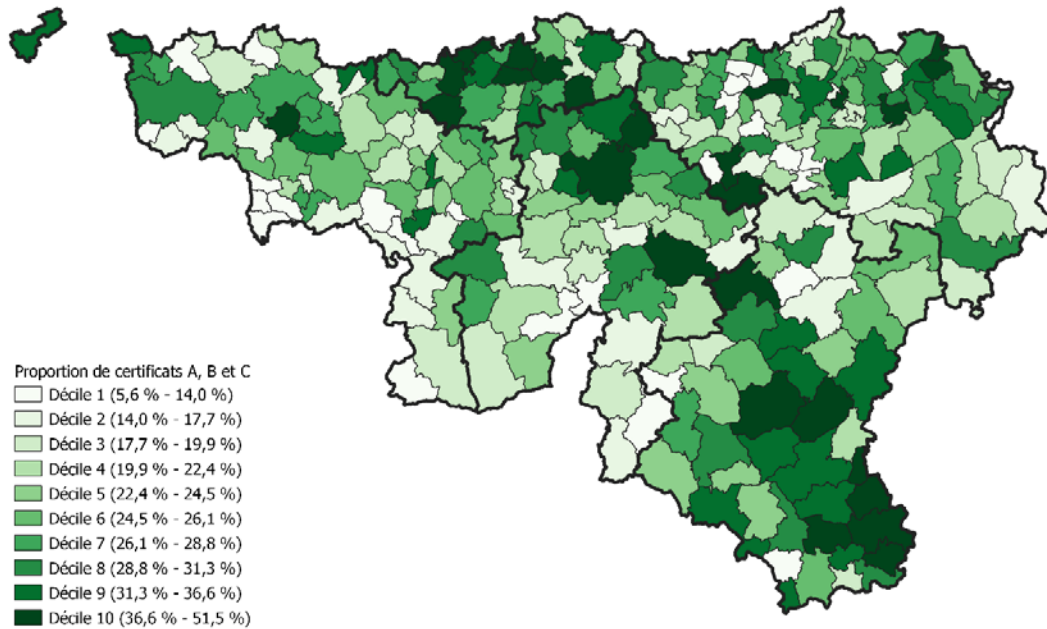 Proportion de certificats A, B et C
Décile 1 (5,6 % - 14,0 %)
Décile 2 (14,0 % - 17,7 %)
Décile 3 (17,7 % - 19,9 %)
Décile 4 (19,9 % - 22,4 %)
Décile 5 (22,4 % - 24,5 %)
Décile 6 (24,5 % - 26,1 %)
Décile 7 (26,1 % - 28,8 %)
Décile 8 (28,8 % - 31,3 %)
Décile 9 (31,3 % - 36,6 %)
Décile 10 (36,6 % - 51,5 %)